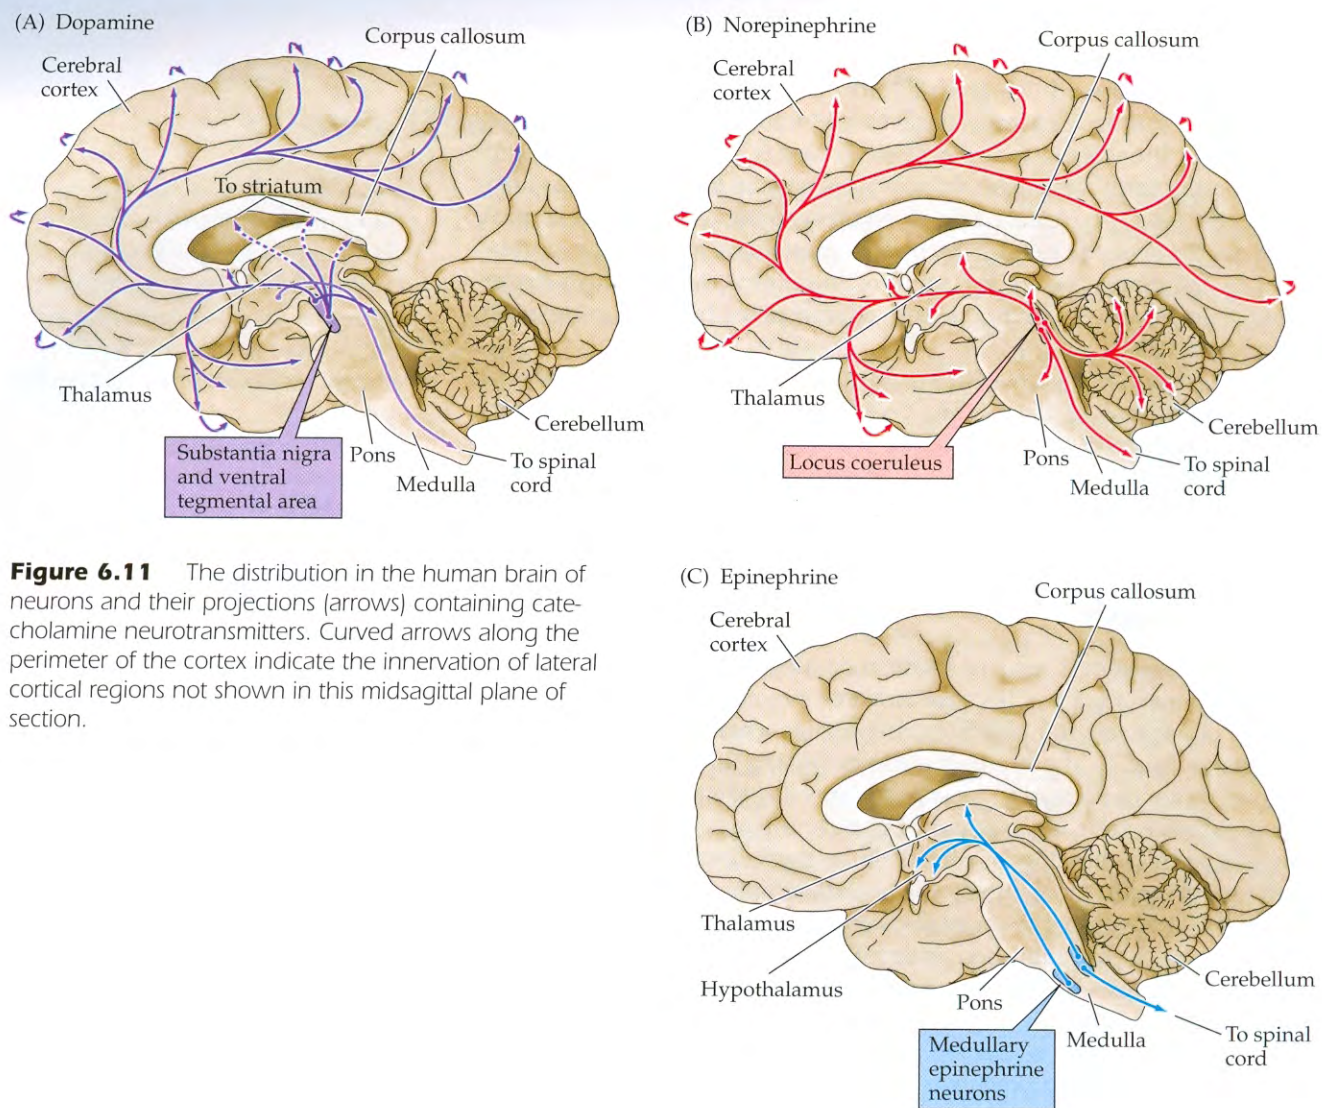 (A) Dopamine
Corpus callosum
Cerebral
cortex
To striatum
Thalamus
Cerebellum
Substantia nigra
and ventral
tegmental area
Pons
Medulla
To spinal
cord
(B) Norepinephrine
Corpus callosum
Cerebral
cortex
Thalamus
Cerebellum
Locus coeruleus
Pons
Medulla
To spinal
cord
Figure 6.11 The distribution in the human brain of
neurons and their projections (arrows) containing cate-
cholamine neurotransmitters. Curved arrows along the
perimeter of the cortex indicate the innervation of lateral
cortical regions not shown in this midsagittal plane of
section.
(C) Epinephrine
Corpus callosum
Cerebral
cortex
Thalamus
Hypothalamus
Pons
Cerebellum
Medulla
To spinal
cord
Medullary
epinephrine
neurons